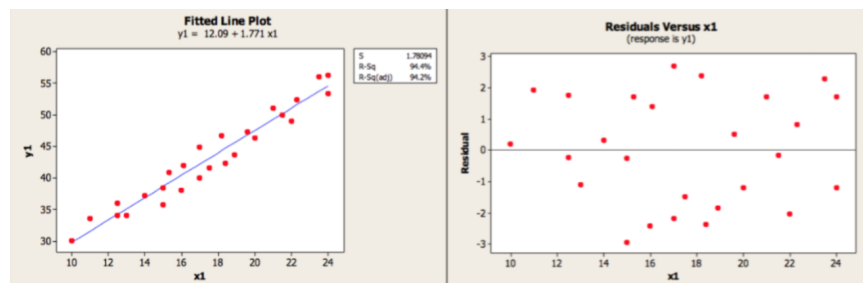 Fitted Line Plot
y1 = 12.09 + 1.771 x1
S 1.78094
R-Sq 94.4%
R-Sq(adj) 94.2%
60
55
50
45
40
35
30
y1
10 12 14 16 18 20 22 24
x1
Residuals Versus x1
(response is y1)
3
2
1
0
-1
-2
-3
Residual
10 12 14 16 18 20 22 24
x1